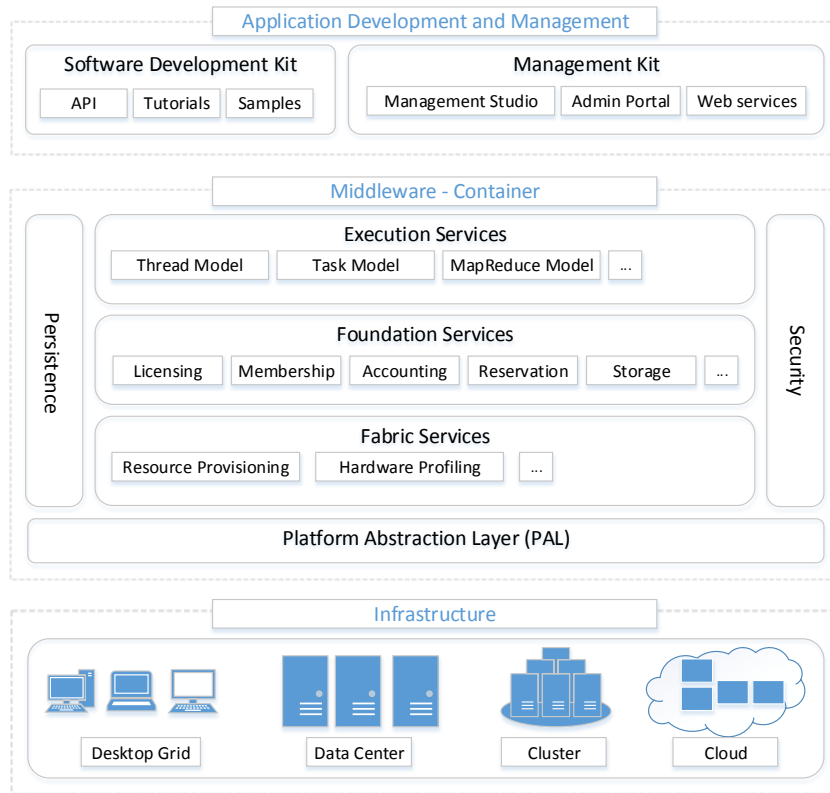 Application Development and Management
Software Development Kit
API Tutorials Samples
Management Kit
Management Studio Admin Portal Web services
Middleware - Container
Persistence
Execution Services
Thread Model Task Model MapReduce Model ...
Foundation Services
Licensing Membership Accounting Reservation Storage ...
Fabric Services
Resource Provisioning Hardware Profiling ...
Security
Platform Abstraction Layer (PAL)
Infrastructure
Desktop Grid Data Center Cluster Cloud